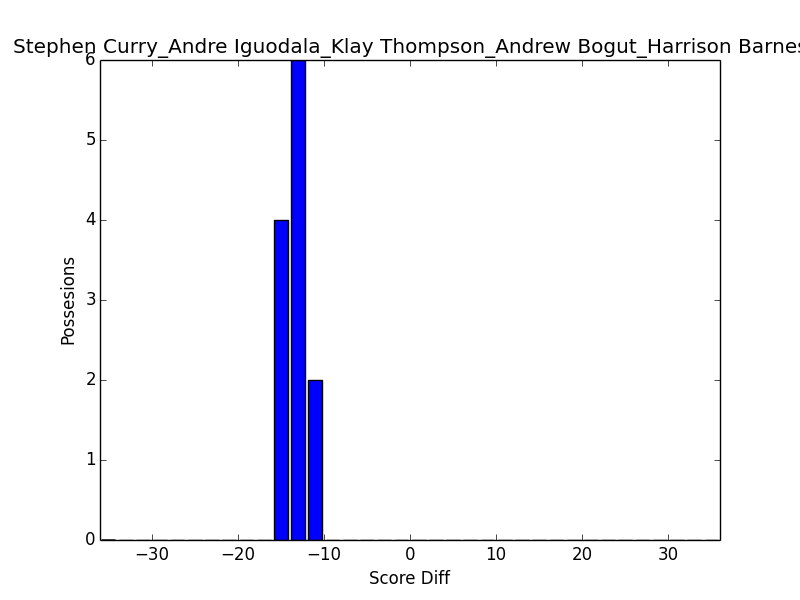 Stephen Curry_Andre Iguodala_Klay Thompson_Andrew Bogut_Harrison Barnes
6
5
4
3
2
1
0
Possesions
−30 −20 −10 0 10 20 30
Score Diff